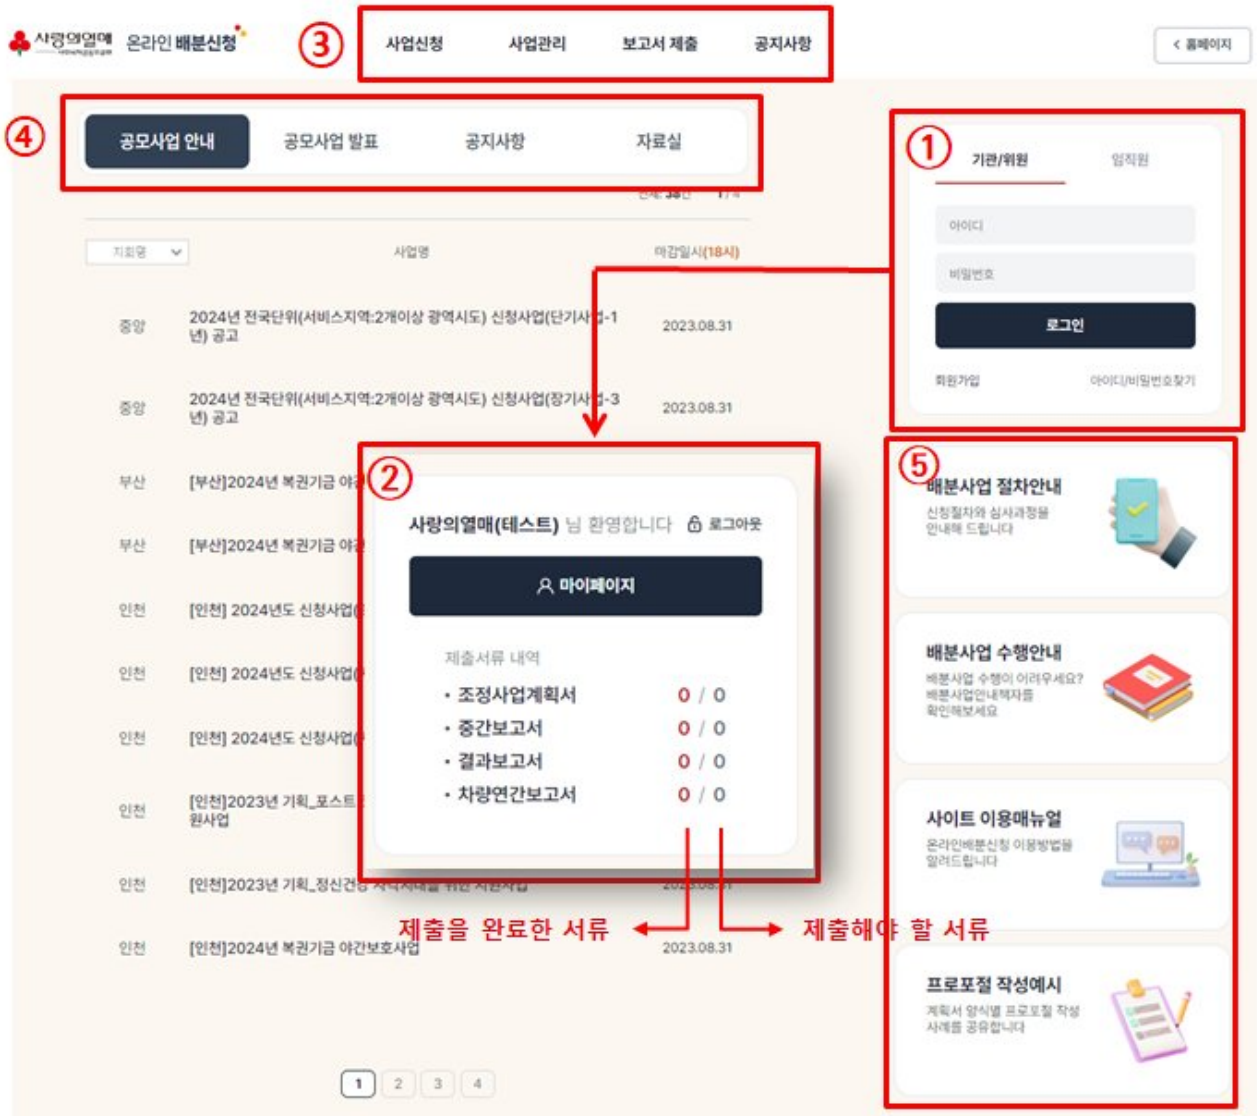 사랑의열매 온라인 배분신청
③
사업신청 사업관리 보고서 제출 공지사항
< 홈페이지
④
공모사업 안내 공모사업 발표 공지사항 자료실
지회명 사업명 마감일시(18시)
중앙 2024년 전국단위(서비스지역:2개이상 광역시도) 신청사업(단기사업-1
년) 공고 2023.08.31
중앙 2024년 전국단위(서비스지역:2개이상 광역시도) 신청사업(장기사업-3
년) 공고 2023.08.31
부산 [부산]2024년 복권기금
부산 [부산]2024년 복권기금
인천 [인천] 2024년도 신청사업(
인천 [인천] 2024년도 신청사업(
인천 [인천] 2024년도 신청사업(
인천 [인천]2023년 기획_포스트
원사업
인천 [인천]2023년 기획_정신건강 사각지대를 위한 지원사업 2023.08.31
인천 [인천]2024년 복권기금 야간보호사업 2023.08.31
1 2 3 4
①
기관/위원 임직원
아이디
비밀번호
로그인
회원가입 아이디/비밀번호찾기
②
사랑의열매(테스트) 님 환영합니다 로그아웃
마이페이지
제출서류 내역
• 조정사업계획서 0 / 0
• 중간보고서 0 / 0
• 결과보고서 0 / 0
• 차량연간보고서 0 / 0
제출을 완료한 서류 제출해야 할 서류
⑤
배분사업 절차안내
신청절차와 심사과정을
안내해 드립니다
배분사업 수행안내
배분사업 수행이 어려우세요?
배분사업안내책자를
확인해보세요
사이트 이용매뉴얼
온라인배분신청 이용방법을
알려드립니다
프로포절 작성예시
계획서 양식별 프로포절 작성
사례를 공유합니다